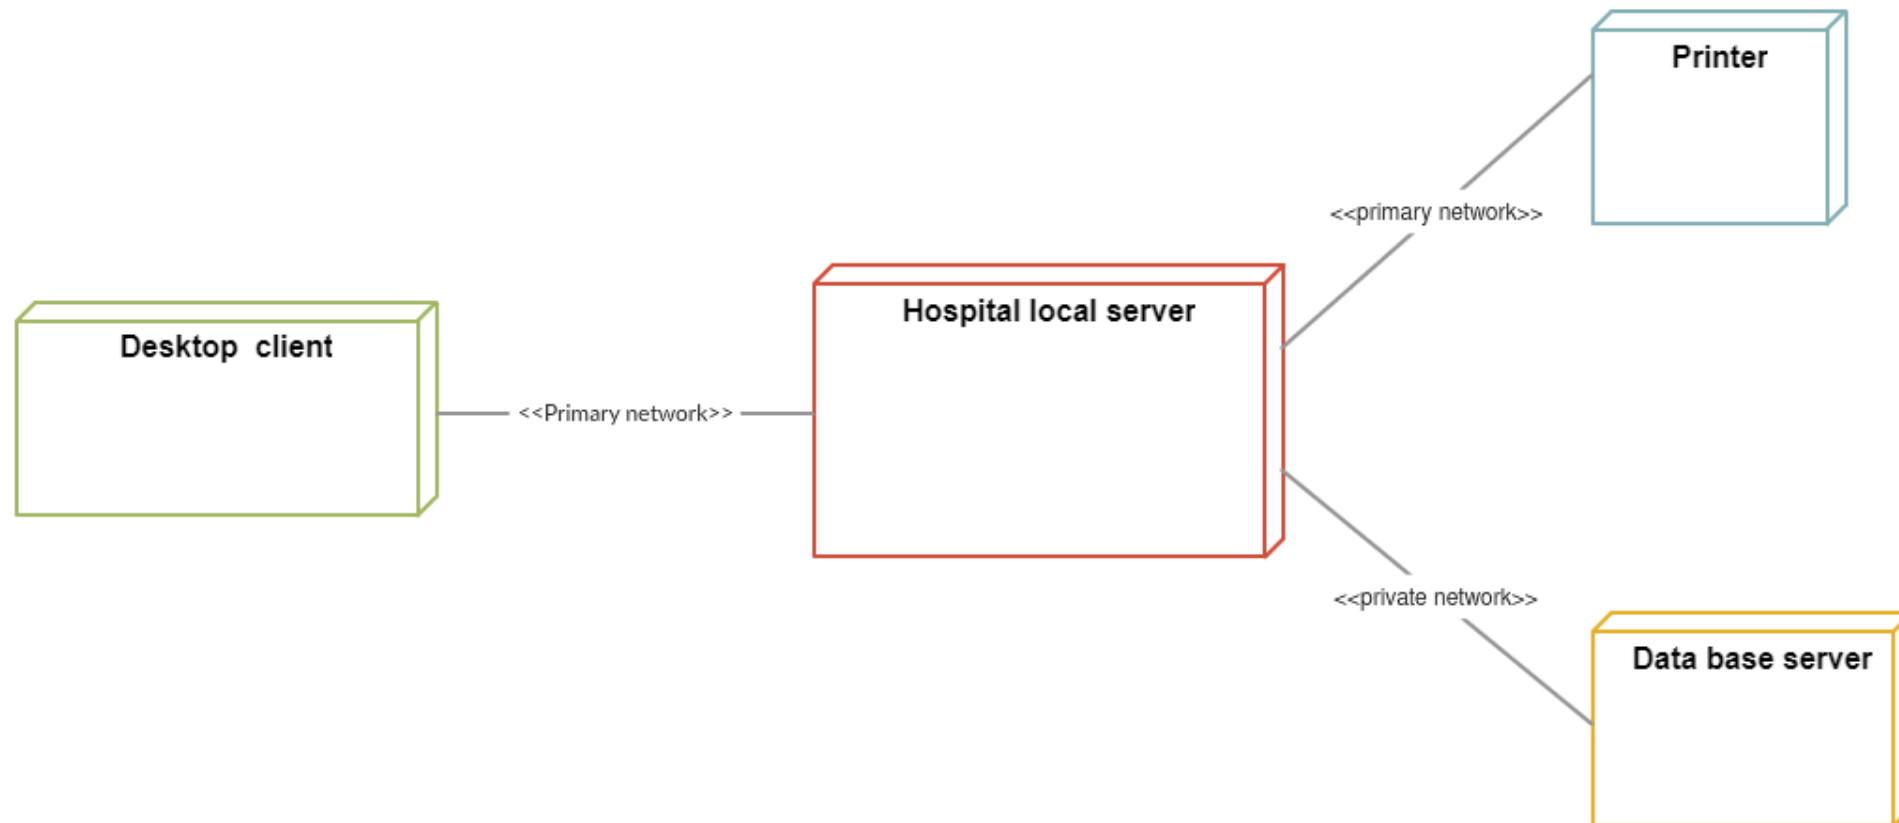 Printer
<<primary network>>
Hospital local server
Desktop  client
<<Primary network>>
<<private network>>
Data base server